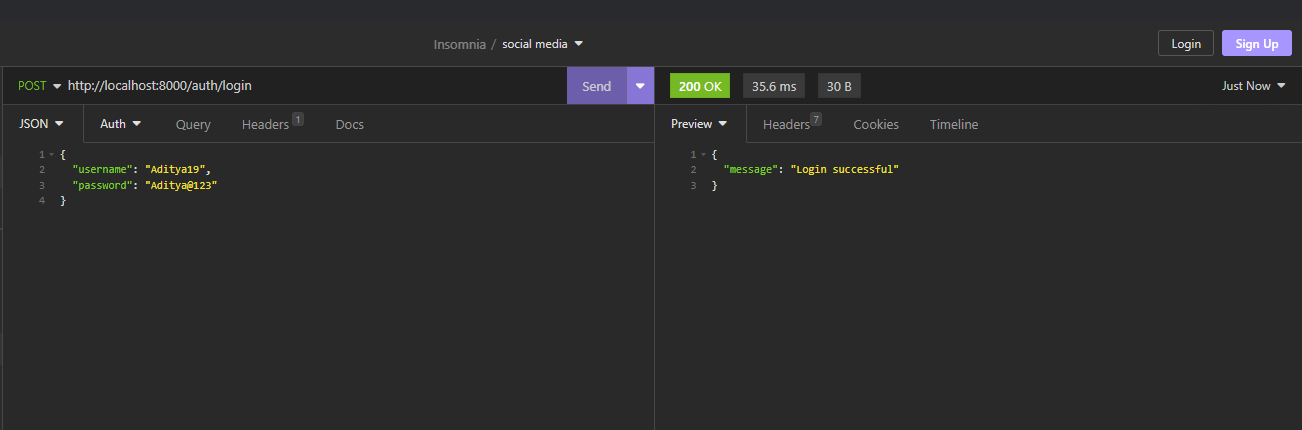 Insomnia / social media
Login
Sign Up
POST http://localhost:8000/auth/login
Send
200 OK
35.6 ms
30 B
Just Now
JSON
Auth
Query
Headers 1
Docs
Preview
Headers 7
Cookies
Timeline
1 {
2 "username": "Aditya19",
3 "password": "Aditya@123"
4 }
1 {
2 "message": "Login successful"
3 }